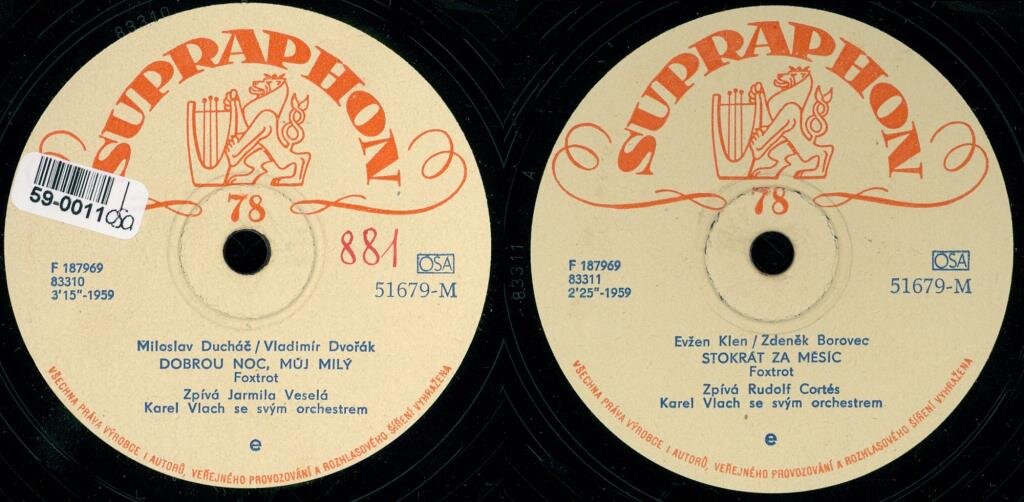 83310
SUPRAPHON
78
59-0011 osa
881
OSA
F 187969
83310
3'15"-1959
51679-M
Miloslav Ducháč / Vladimír Dvořák
DOBROU NOC, MŮJ MILÝ
Foxtrot
Zpívá Jarmila Veselá
Karel Vlach se svým orchestrem
e
VŠECHNA PRÁVA VÝROBCE I AUTORŮ, VEŘEJNÉHO PROVOZOVÁNÍ A ROZHLASOVÉHO ŠÍŘENÍ VYHRAŽENA
83311 A
SUPRAPHON
78
OSA
F 187969
83311
2'25"-1959
51679-M
Evžen Klen / Zdeněk Borovec
STOKRÁT ZA MĚSÍC
Foxtrot
Zpívá Rudolf Cortés
Karel Vlach se svým orchestrem
e
VŠECHNA PRÁVA VÝROBCE I AUTORŮ, VEŘEJNÉHO PROVOZOVÁNÍ A ROZHLASOVÉHO ŠÍŘENÍ VYHRAŽENA